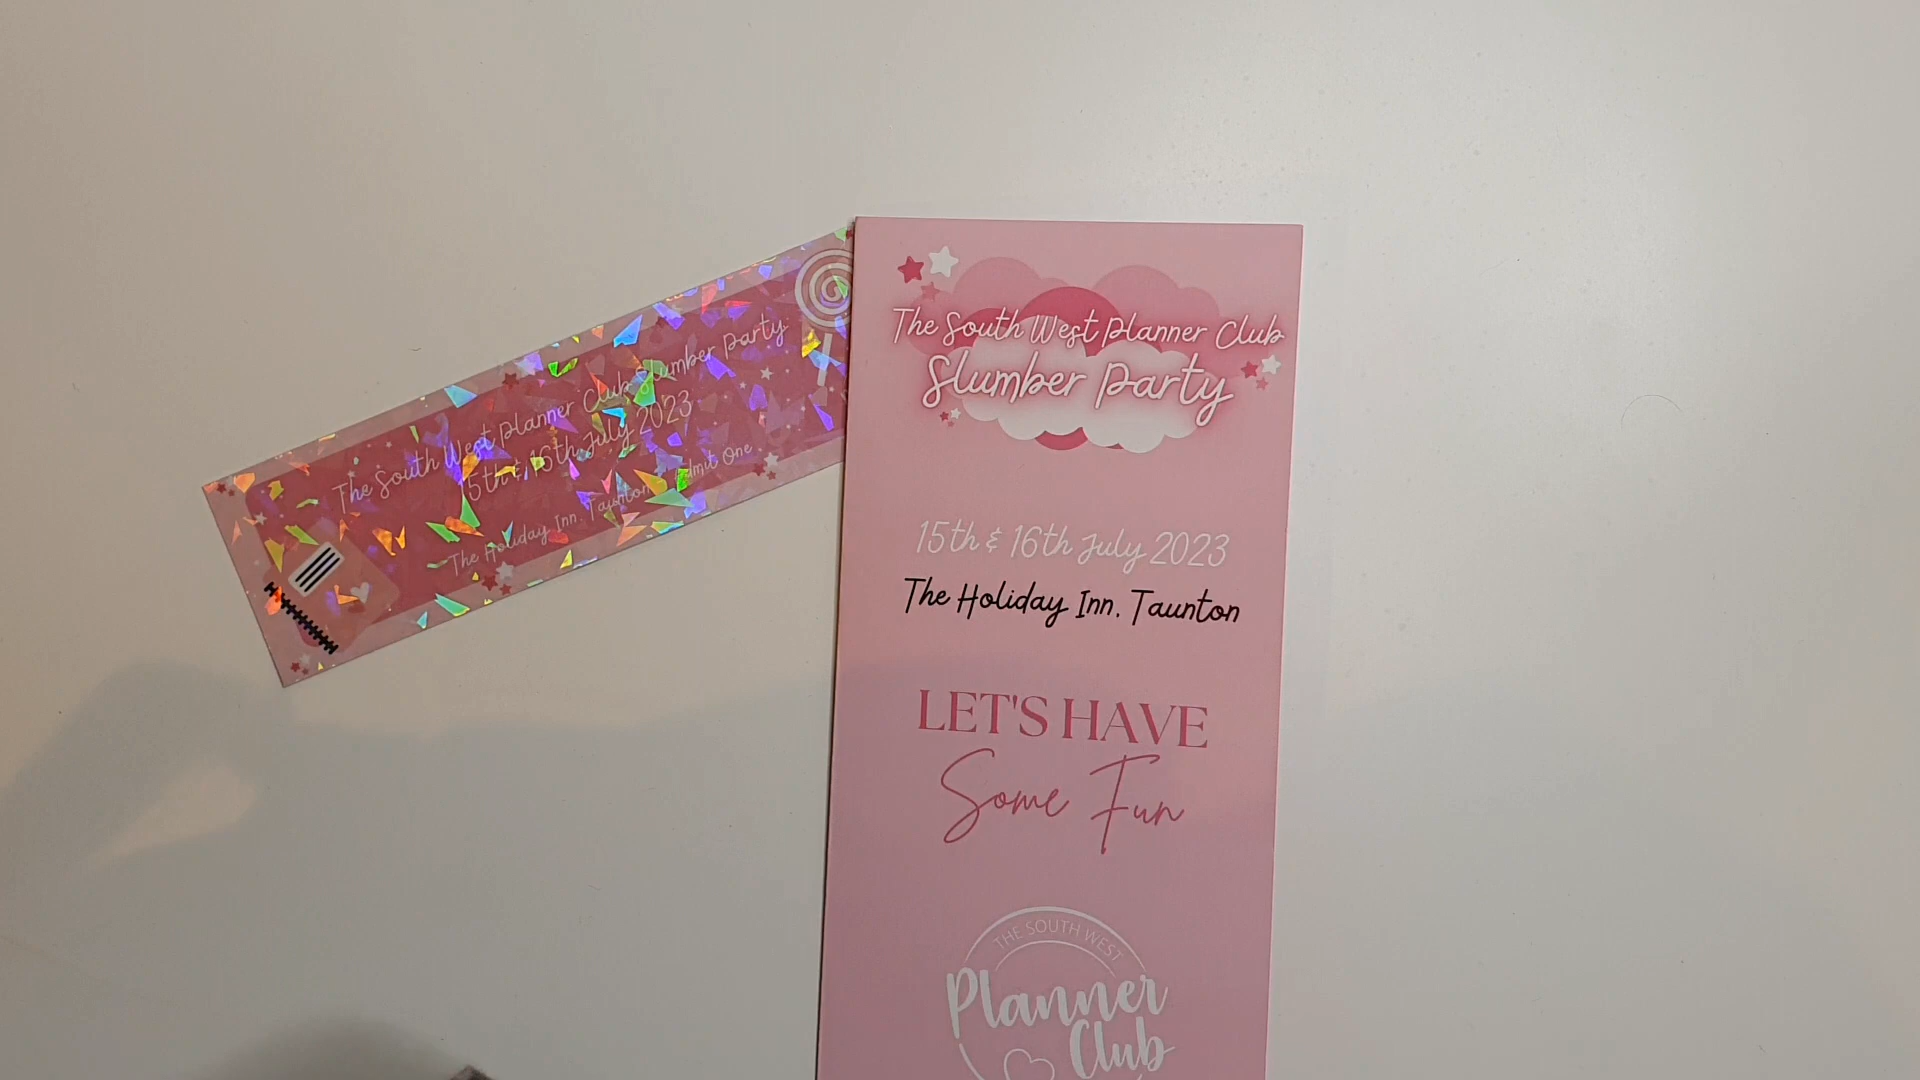 The South West Planner Club Slumber Party
15th & 16th July 2023
The Holiday Inn, Taunton Admit One
The South West Planner Club
Slumber Party
15th & 16th July 2023
The Holiday Inn, Taunton
LET'S HAVE
Some Fun
THE SOUTH WEST
Planner
Club